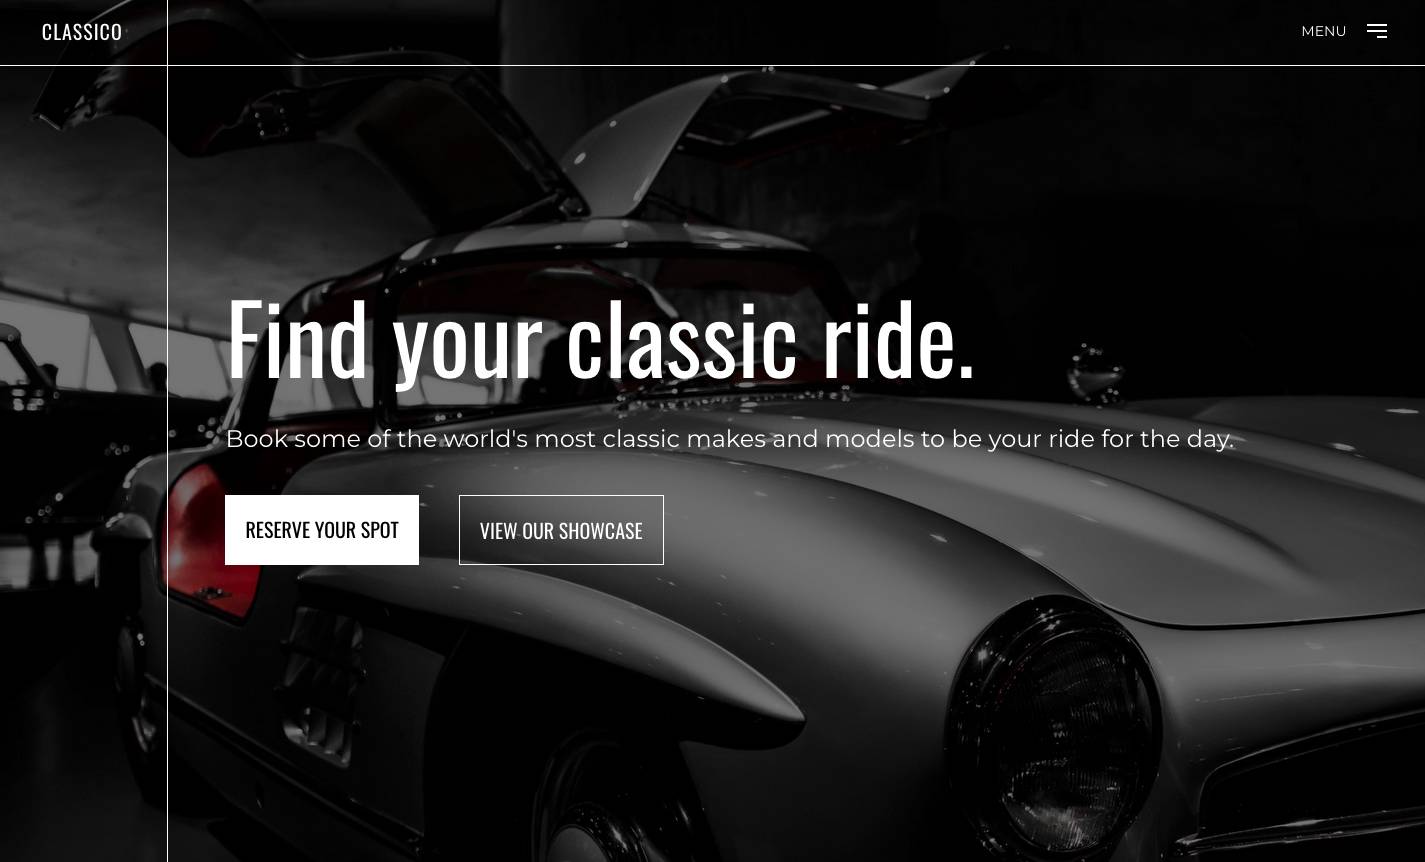 CLASSICO
MENU
Find your classic ride.
Book some of the world's most classic makes and models to be your ride for the day.
RESERVE YOUR SPOT
VIEW OUR SHOWCASE